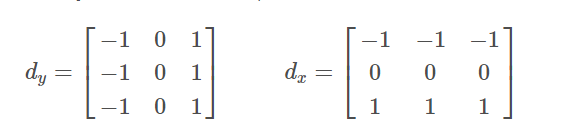 d_y = [ −1 0 1 ; −1 0 1 ; −1 0 1 ] d_x = [ −1 −1 −1 ; 0 0 0 ; 1 1 1 ]